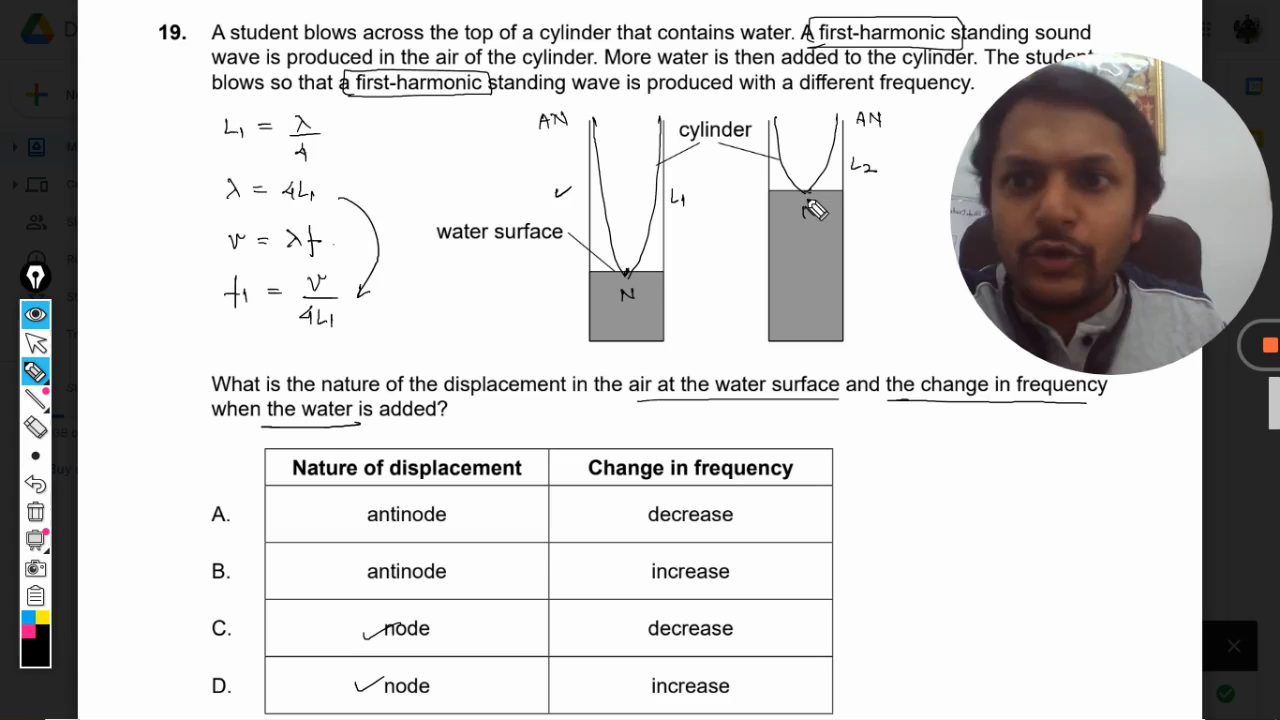 19. A student blows across the top of a cylinder that contains water. A first-harmonic standing sound
wave is produced in the air of the cylinder. More water is then added to the cylinder. The student
blows so that a first-harmonic standing wave is produced with a different frequency.
L₁ = λ/4
λ = 4L₁
v = λf
f₁ = v/4L₁
AN
cylinder
AN
L₂
L₁
water surface
N
What is the nature of the displacement in the air at the water surface and the change in frequency
when the water is added?
Nature of displacement Change in frequency
A. antinode decrease
B. antinode increase
C. node decrease
D. node increase